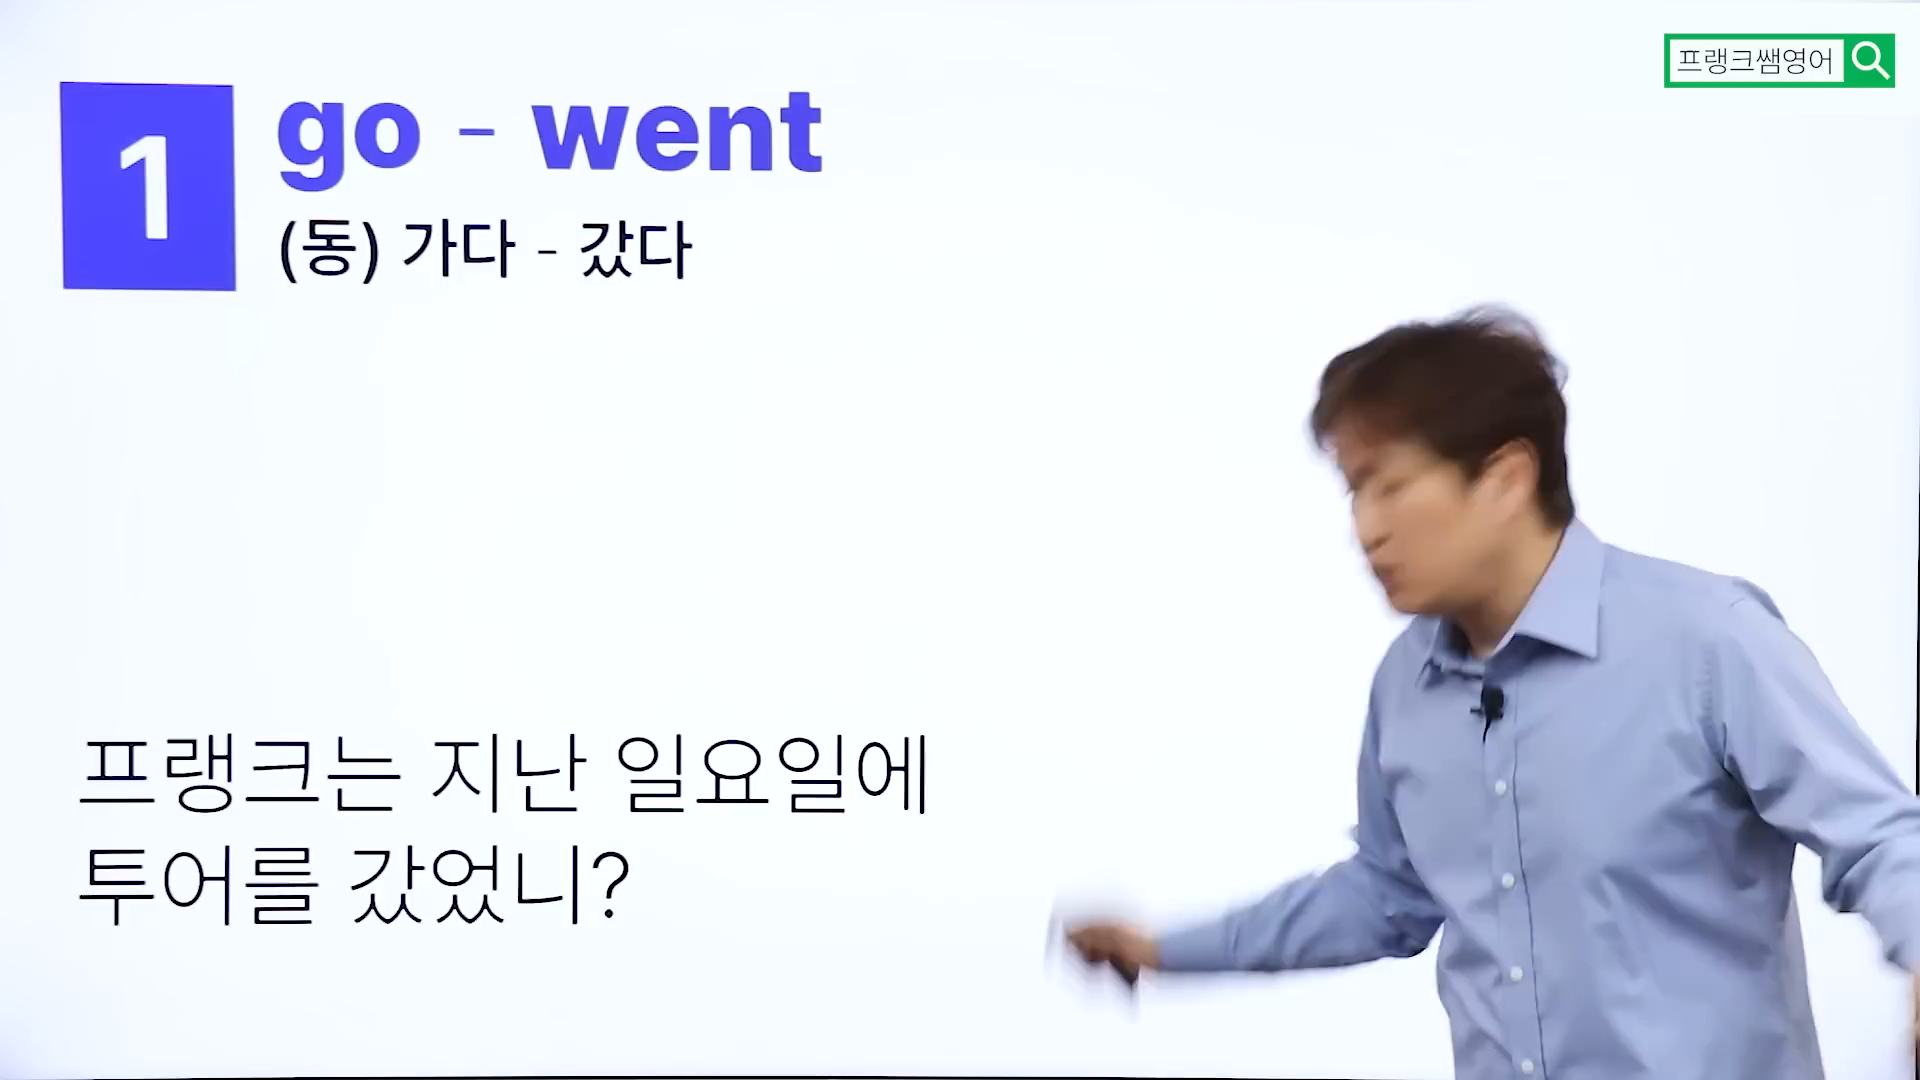 프랭크쌤영어
1
go - went
(동) 가다 - 갔다
프랭크는 지난 일요일에
투어를 갔었니?